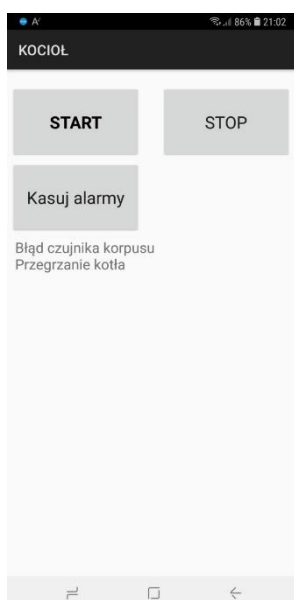 86% 21:02
KOCIOŁ
START STOP
Kasuj alarmy
Błąd czujnika korpusu
Przegrzanie kotła